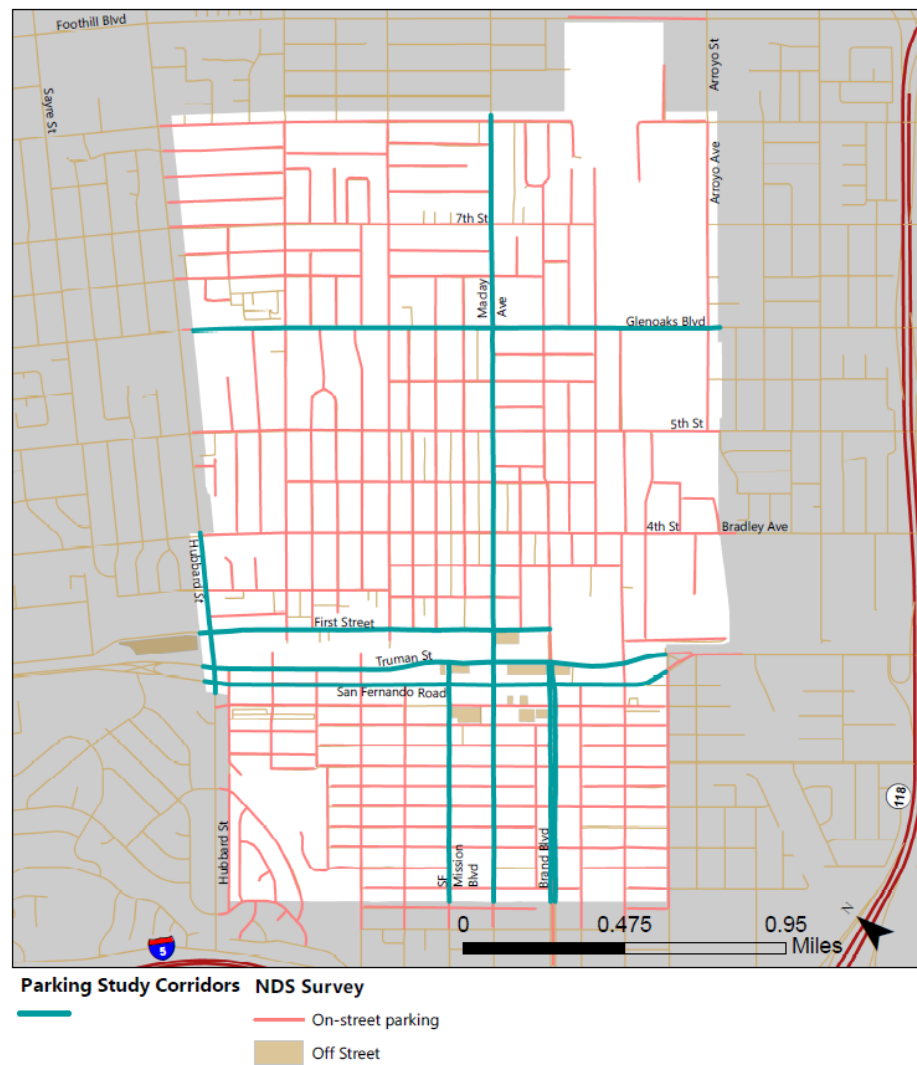 Foothill Blvd
Sayre St
Arroyo St
Arroyo Ave
7th St
Maclay
Ave
Glenoaks Blvd
5th St
4th St
Bradley Ave
Hubbard St
First Street
Truman St
San Fernando Road
118
Hubbard St
SF
Mission
Blvd
Brand Blvd
N
0 0.475 0.95
Miles
5
Parking Study Corridors NDS Survey
On-street parking
Off Street